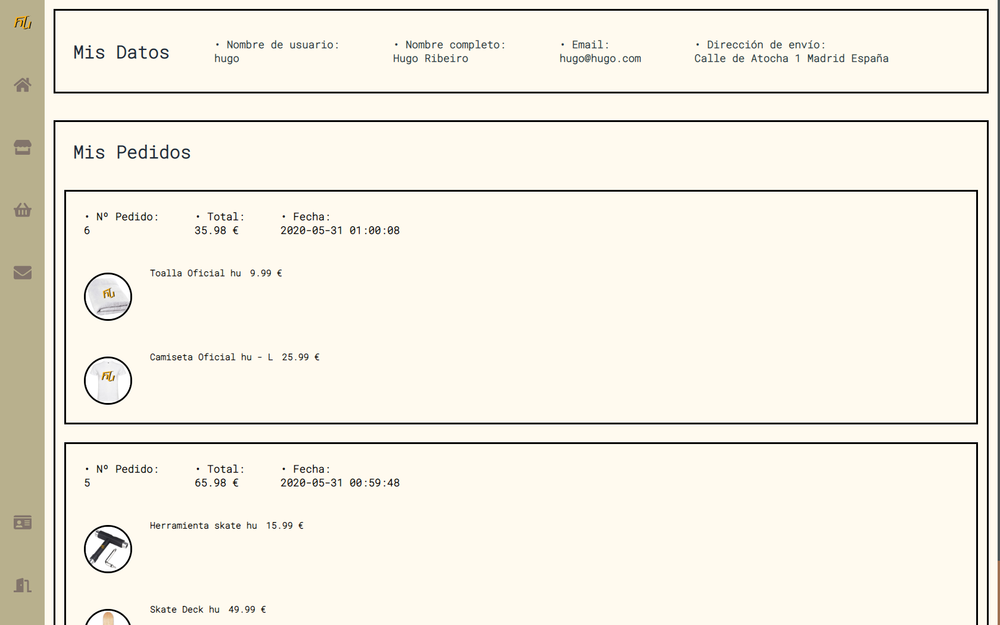 hu
Mis Datos
• Nombre de usuario:
hugo
• Nombre completo:
Hugo Ribeiro
• Email:
hugo@hugo.com
• Dirección de envío:
Calle de Atocha 1 Madrid España
Mis Pedidos
• Nº Pedido:
6
• Total:
35.98 €
• Fecha:
2020-05-31 01:00:08
hu
Toalla Oficial hu 9.99 €
hu
Camiseta Oficial hu - L 25.99 €
• Nº Pedido:
5
• Total:
65.98 €
• Fecha:
2020-05-31 00:59:48
Herramienta skate hu 15.99 €
Skate Deck hu 49.99 €